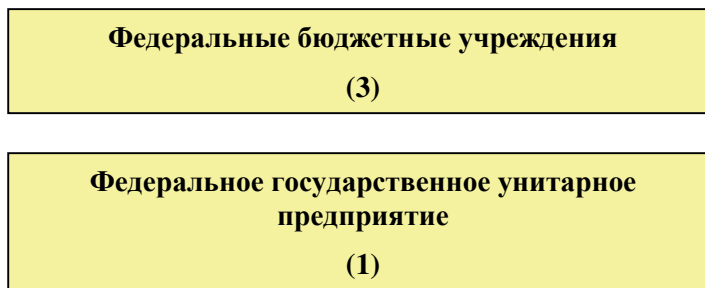 Федеральные бюджетные учреждения
(3)
Федеральное государственное унитарное
предприятие
(1)